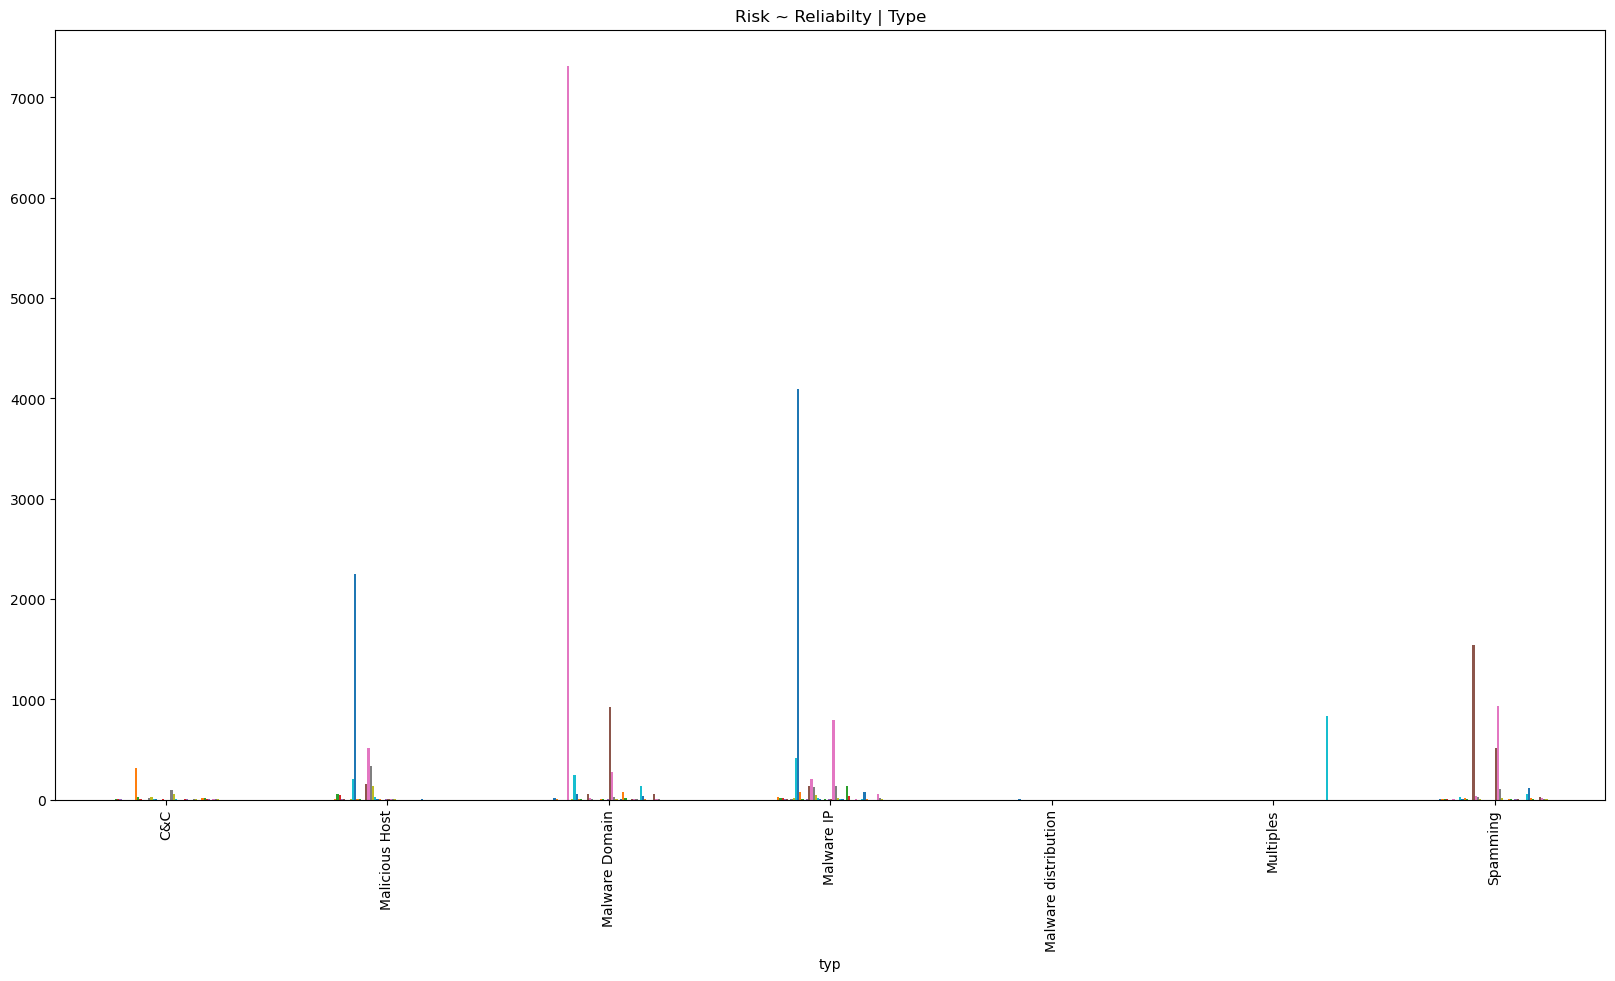 Risk ~ Reliabilty | Type
7000
6000
5000
4000
3000
2000
1000
0
C&C
Malicious Host
Malware Domain
Malware IP
Malware distribution
Multiples
Spamming
typ